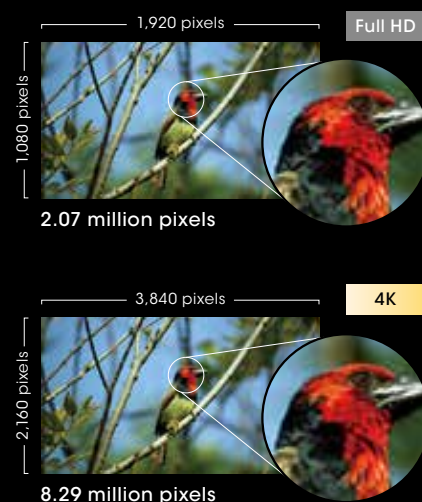 1,920 pixels
Full HD
1,080 pixels
2.07 million pixels
3,840 pixels
4K
2,160 pixels
8.29 million pixels